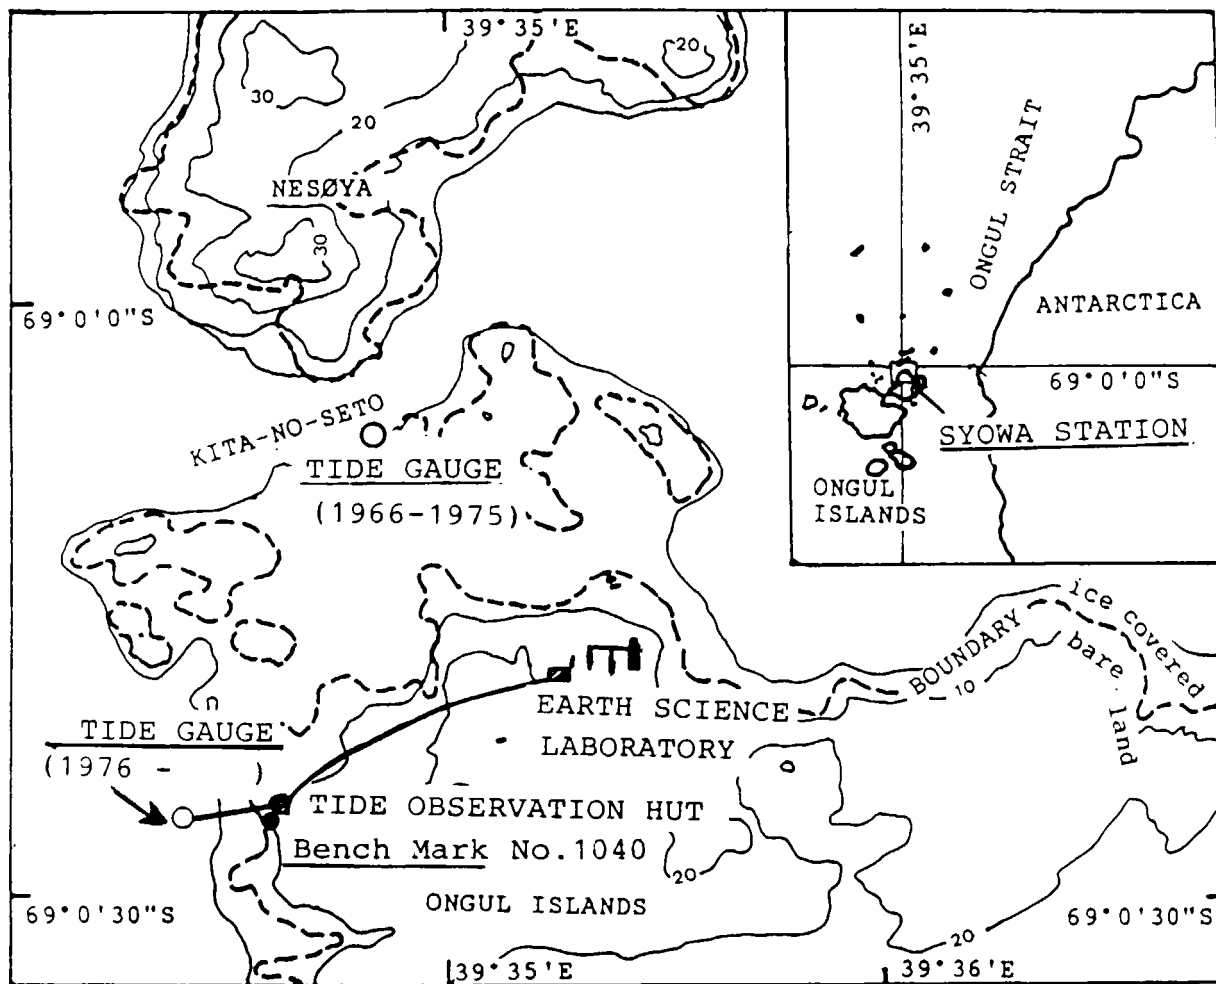 39°35'E
20
30
20
NESØYA
30
69°0'0"S
KITA-NO-SETO
TIDE GAUGE
(1966-1975)
39°35'E
ONGUL STRAIT
ANTARCTICA
69°0'0"S
SYOWA STATION
ONGUL
ISLANDS
ice covered
BOUNDARY
bare land
10
EARTH SCIENCE
LABORATORY
TIDE GAUGE
(1976 - )
TIDE OBSERVATION HUT
Bench Mark No.1040
20
ONGUL ISLANDS
69°0'30"S
69°0'30"S
20
39°35'E
39°36'E